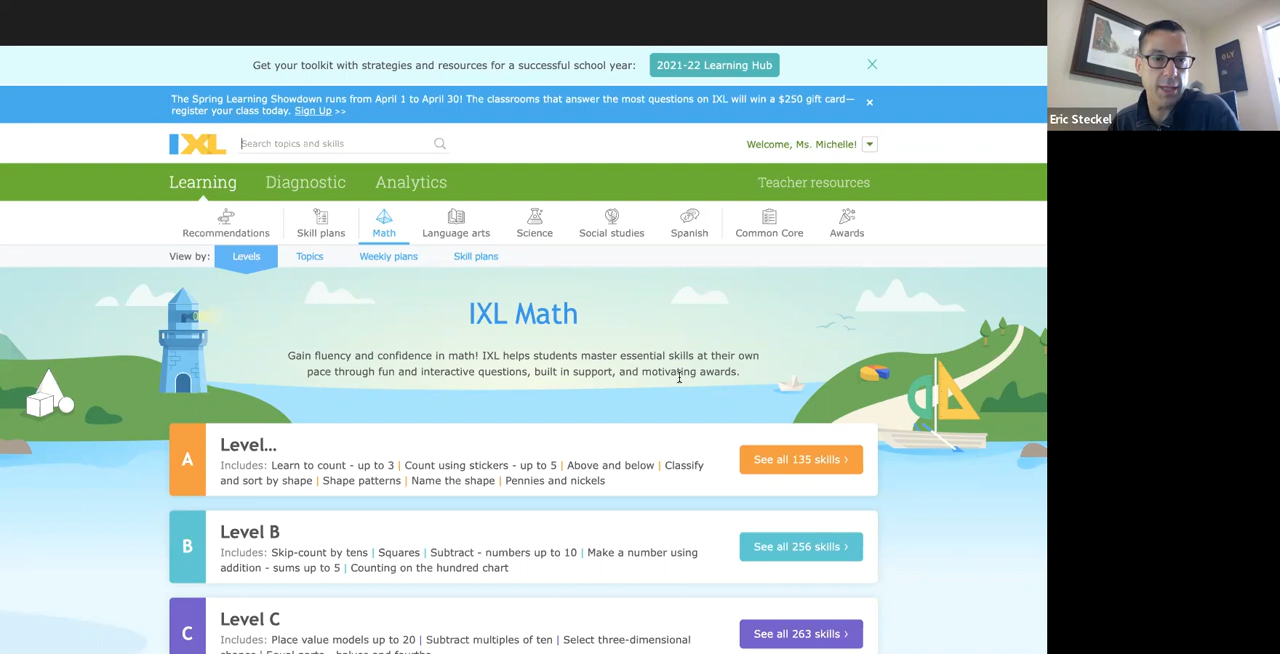 Get your toolkit with strategies and resources for a successful school year:
2021-22 Learning Hub
The Spring Learning Showdown runs from April 1 to April 30! The classrooms that answer the most questions on IXL will win a $250 gift card—
register your class today. Sign Up >>
IXL
Search topics and skills
Welcome, Ms. Michelle!
Learning
Diagnostic
Analytics
Teacher resources
Recommendations
Skill plans
Math
Language arts
Science
Social studies
Spanish
Common Core
Awards
View by:
Levels
Topics
Weekly plans
Skill plans
IXL Math
Gain fluency and confidence in math! IXL helps students master essential skills at their own
pace through fun and interactive questions, built in support, and motivating awards.
A
Level...
Includes: Learn to count - up to 3 | Count using stickers - up to 5 | Above and below | Classify
and sort by shape | Shape patterns | Name the shape | Pennies and nickels
See all 135 skills ›
B
Level B
Includes: Skip-count by tens | Squares | Subtract - numbers up to 10 | Make a number using
addition - sums up to 5 | Counting on the hundred chart
See all 256 skills ›
C
Level C
Includes: Place value models up to 20 | Subtract multiples of ten | Select three-dimensional
See all 263 skills ›
Eric Steckel
OLY